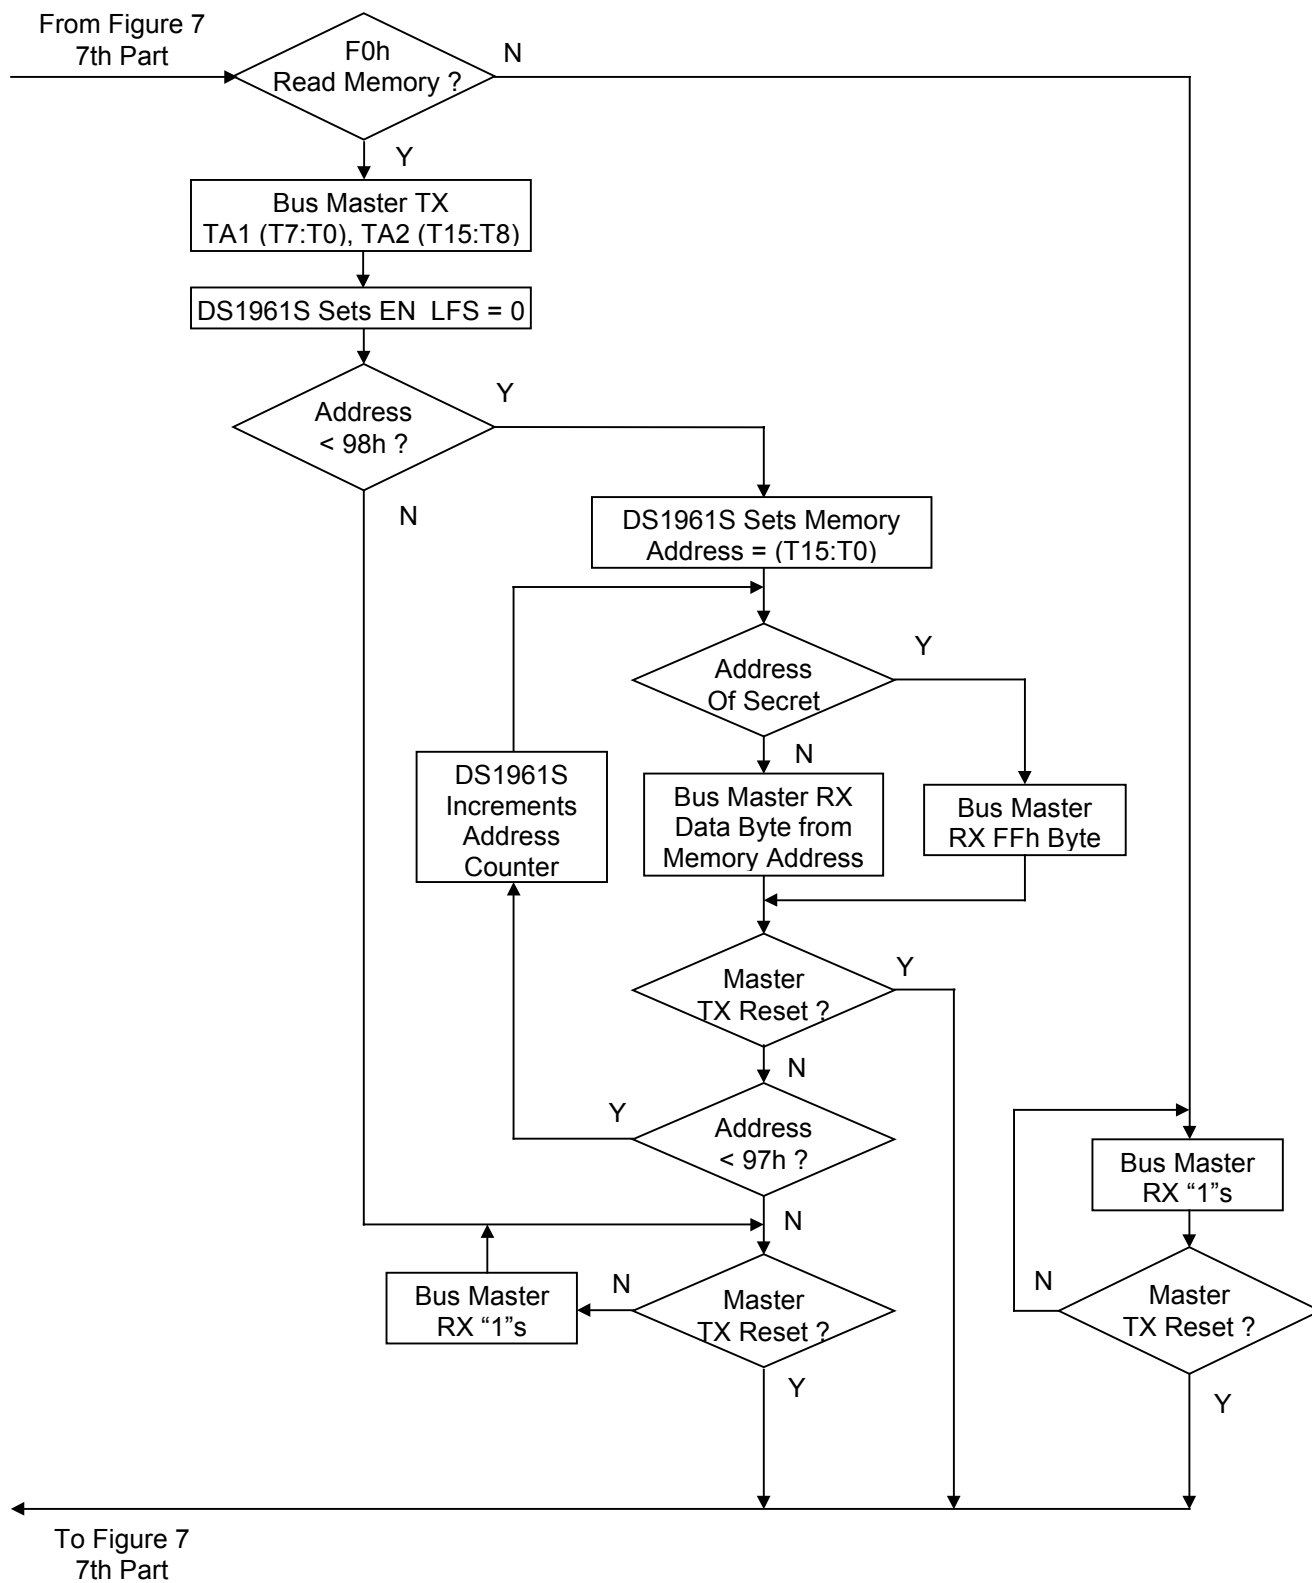 From Figure 7
7th Part
F0h
Read Memory ?
N
Y
Bus Master TX
TA1 (T7:T0), TA2 (T15:T8)
DS1961S Sets EN LFS = 0
Address
< 98h ?
Y
N
DS1961S Sets Memory
Address = (T15:T0)
Address
Of Secret
Y
N
DS1961S
Increments
Address
Counter
Bus Master RX
Data Byte from
Memory Address
Bus Master
RX FFh Byte
Master
TX Reset ?
Y
N
Address
< 97h ?
Y
N
Bus Master
RX “1”s
N
Master
TX Reset ?
Y
Bus Master
RX “1”s
N
Master
TX Reset ?
Y
To Figure 7
7th Part